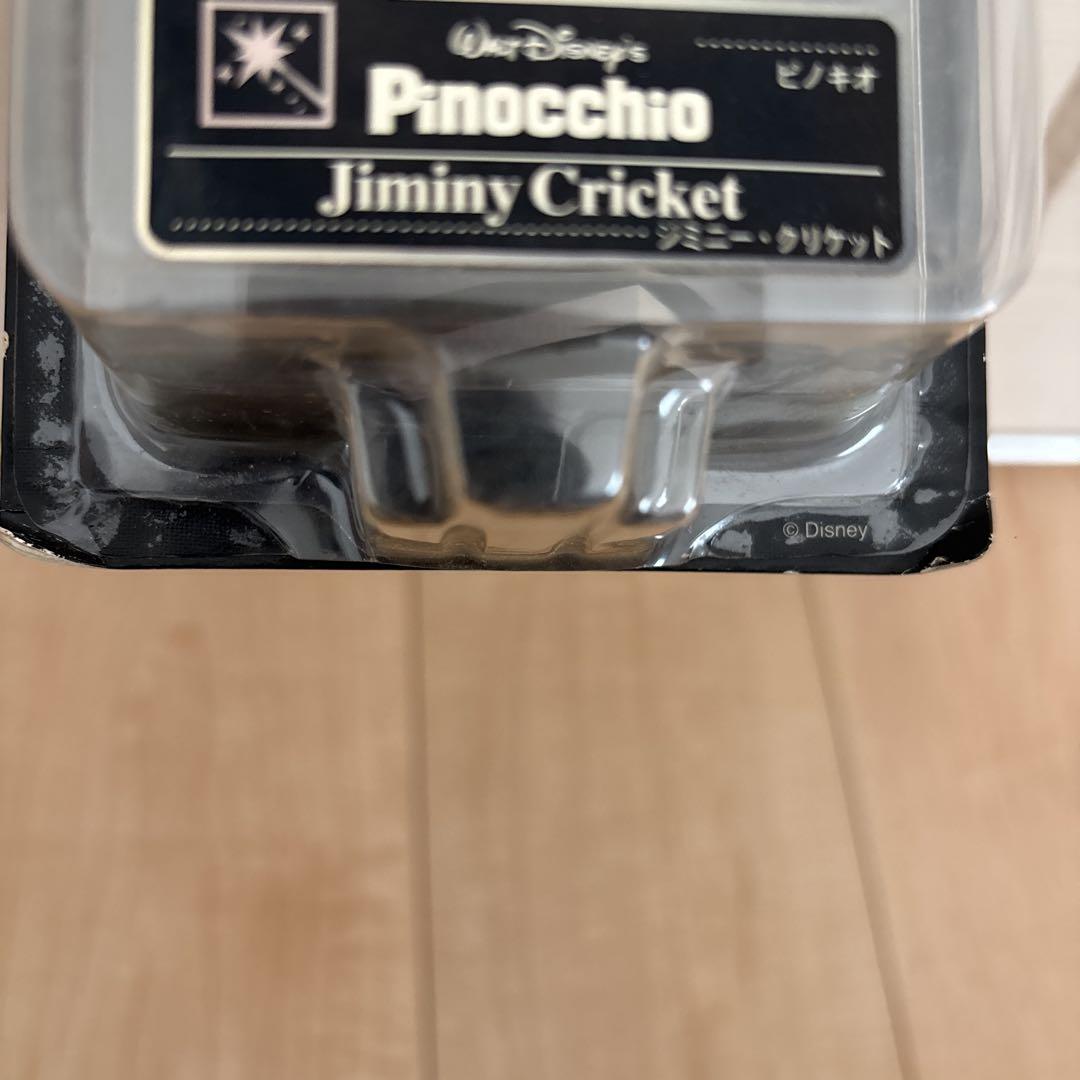 Walt Disney's
ピノキオ
Pinocchio
Jiminy Cricket
ジミニー・クリケット
© Disney